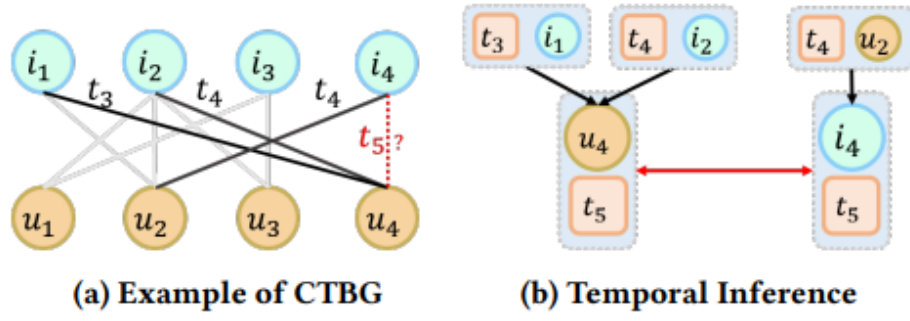 i₁ i₂ i₃ i₄
t₃ t₄ t₄
t₅ ?
u₁ u₂ u₃ u₄
(a) Example of CTBG
t₃ i₁ t₄ i₂ t₄ u₂
u₄ i₄
t₅ t₅
(b) Temporal Inference